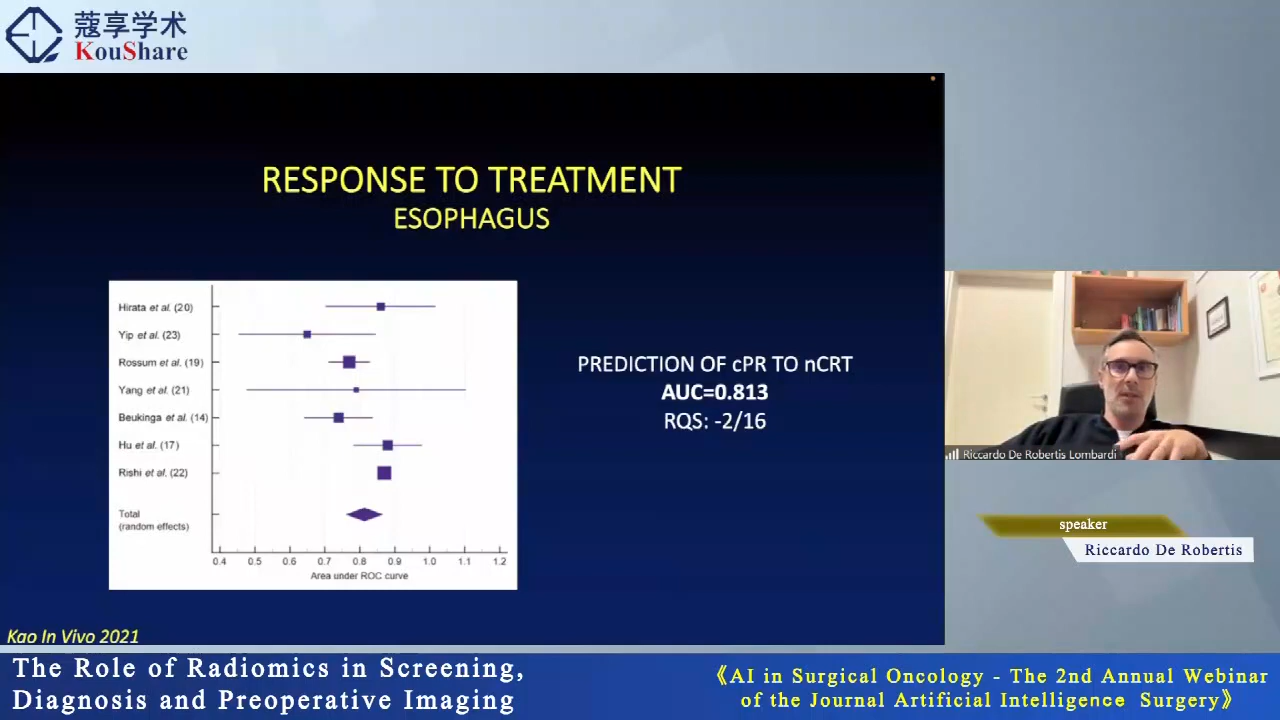 蔻享学术
KouShare
RESPONSE TO TREATMENT
ESOPHAGUS
Hirata et al. (20)
Yip et al. (23)
Rossum et al. (19)
Yang et al. (21)
Beukinga et al. (14)
Hu et al. (17)
Rishi et al. (22)
Total
(random effects)
0.4 0.5 0.6 0.7 0.8 0.9 1.0 1.1 1.2
Area under ROC curve
PREDICTION OF cPR TO nCRT
AUC=0.813
RQS: -2/16
Kao In Vivo 2021
Riccardo De Robertis Lombardi
speaker
Riccardo De Robertis
The Role of Radiomics in Screening,
Diagnosis and Preoperative Imaging
《AI in Surgical Oncology - The 2nd Annual Webinar
of the Journal Artificial Intelligence Surgery》